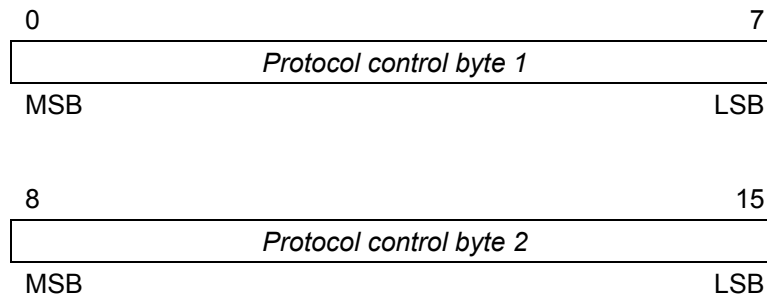 0 7
Protocol control byte 1
MSB LSB
8 15
Protocol control byte 2
MSB LSB